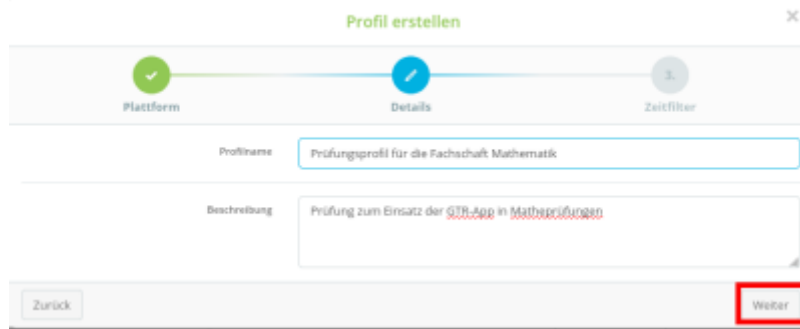 Profil erstellen
×
3.
Plattform
Details
Zeitfilter
Profilname
Prüfungsprofil für die Fachschaft Mathematik
Beschreibung
Prüfung zum Einsatz der GTR-App in Matheprüfungen
Zurück
Weiter